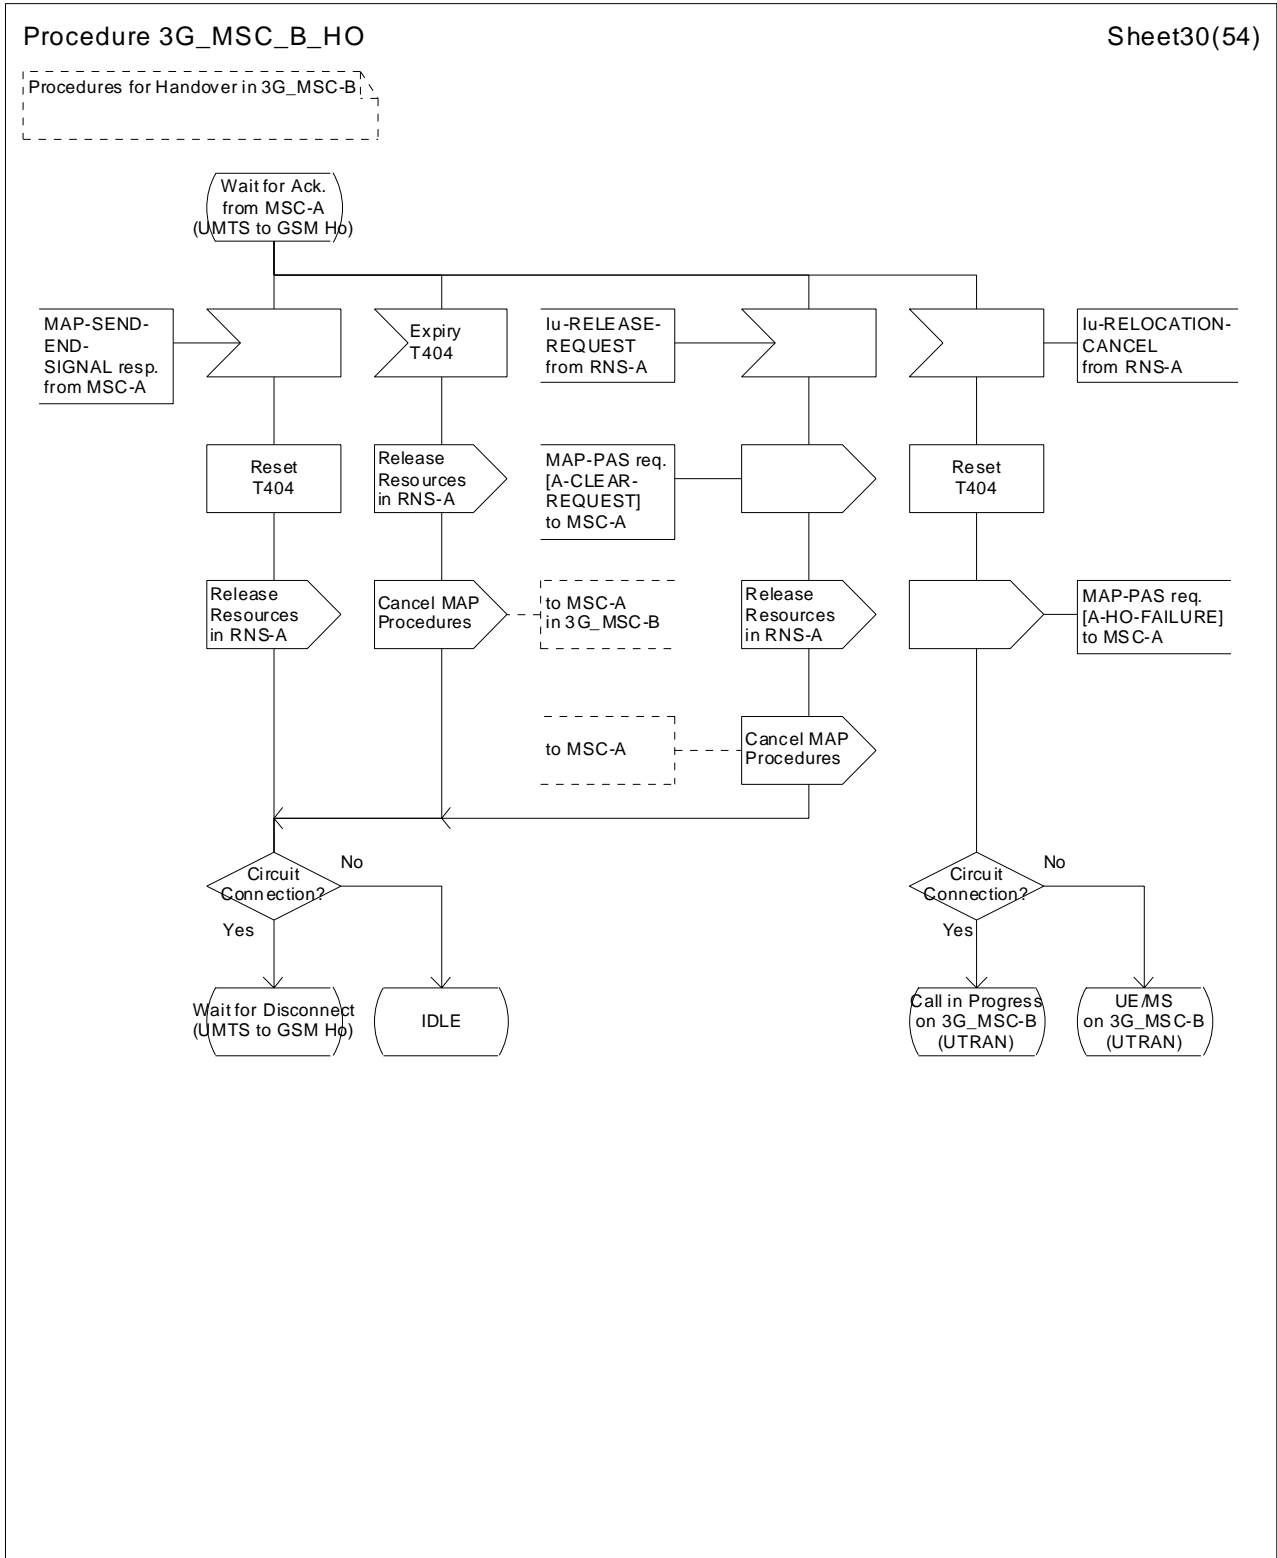 Procedure 3G_MSC_B_HO
Sheet30(54)
Procedures for Handover in 3G_MSC-B
Wait for Ack.
from MSC-A
(UMTS to GSM Ho)
MAP-SEND-
END-
SIGNAL resp.
from MSC-A
Expiry
T404
Iu-RELEASE-
REQUEST
from RNS-A
Iu-RELOCATION-
CANCEL
from RNS-A
Reset
T404
Release
Resources
in RNS-A
MAP-PAS req.
[A-CLEAR-
REQUEST]
to MSC-A
Reset
T404
Release
Resources
in RNS-A
Cancel MAP
Procedures
to MSC-A
in 3G_MSC-B
Release
Resources
in RNS-A
MAP-PAS req.
[A-HO-FAILURE]
to MSC-A
to MSC-A
Cancel MAP
Procedures
Circuit
Connection?
No
Yes
Circuit
Connection?
No
Yes
Wait for Disconnect
(UMTS to GSM Ho)
IDLE
Call in Progress
on 3G_MSC-B
(UTRAN)
UE/MS
on 3G_MSC-B
(UTRAN)